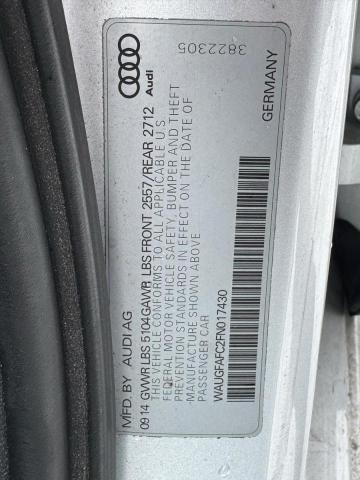 MFD. BY AUDI AG
Audi
3822305
09 14 GVWR LBS 5104 GAWR LBS FRONT 2557/REAR 2712
THIS VEHICLE CONFORMS TO ALL APPLICABLE U.S.
FEDERAL MOTOR VEHICLE SAFETY, BUMPER AND THEFT
PREVENTION STANDARDS IN EFFECT ON THE DATE OF
MANUFACTURE SHOWN ABOVE
PASSENGER CAR
WAUGFAFC2FN017430
GERMANY